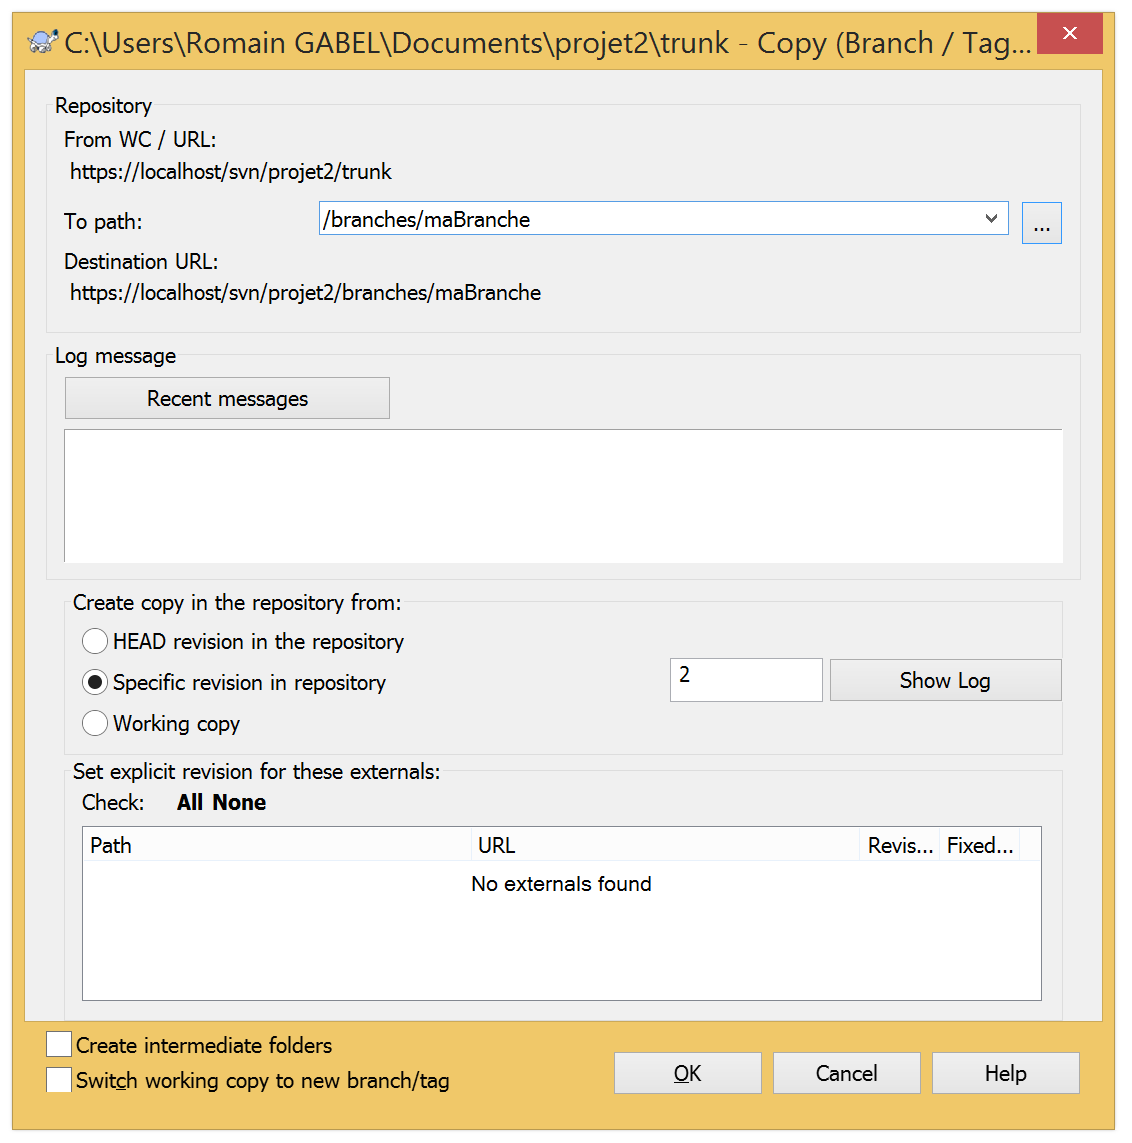 C:\Users\Romain GABEL\Documents\projet2\trunk - Copy (Branch / Tag...
Repository
From WC / URL:
https://localhost/svn/projet2/trunk
To path: /branches/maBranche ...
Destination URL:
https://localhost/svn/projet2/branches/maBranche
Log message
Recent messages
Create copy in the repository from:
HEAD revision in the repository
Specific revision in repository 2 Show Log
Working copy
Set explicit revision for these externals:
Check: All None
Path URL Revis... Fixed...
No externals found
Create intermediate folders
Switch working copy to new branch/tag
OK Cancel Help